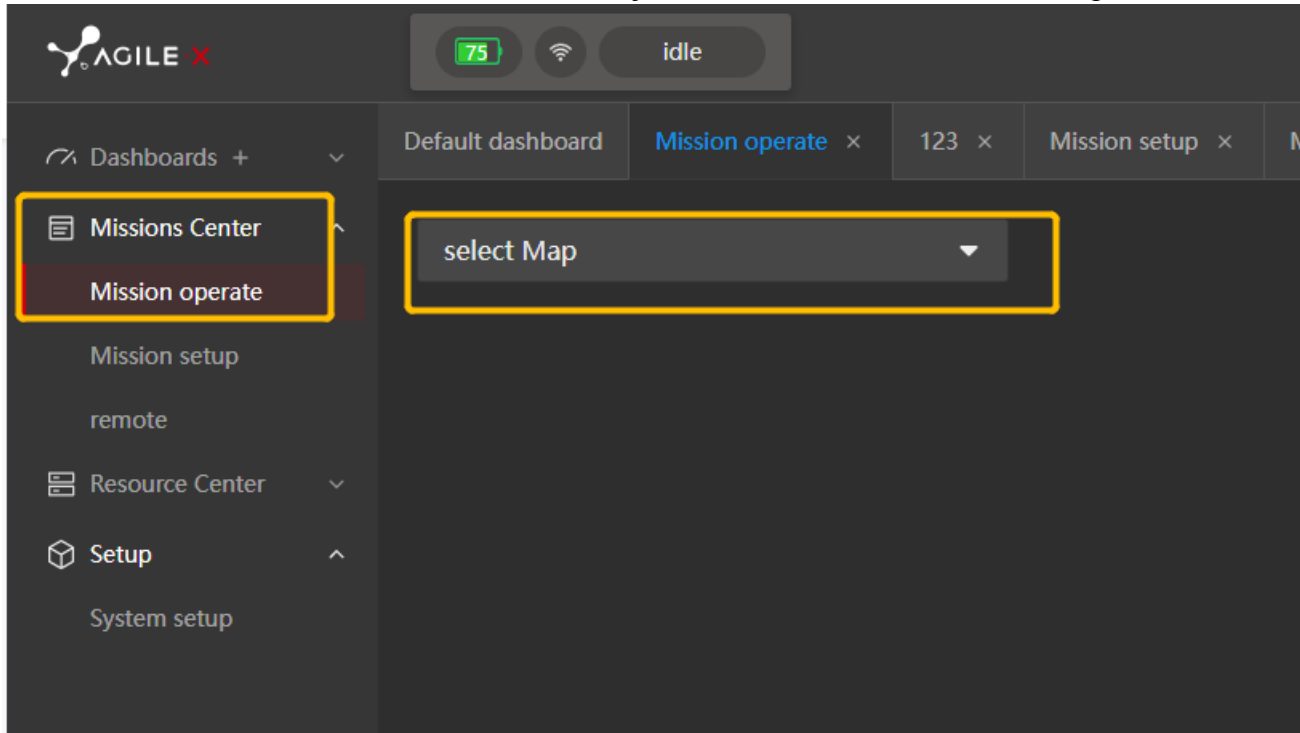 AGILE X
75
idle
Dashboards +
Default dashboard
Mission operate ×
123 ×
Mission setup ×
Missions Center
Mission operate
Mission setup
remote
Resource Center
Setup
System setup
select Map